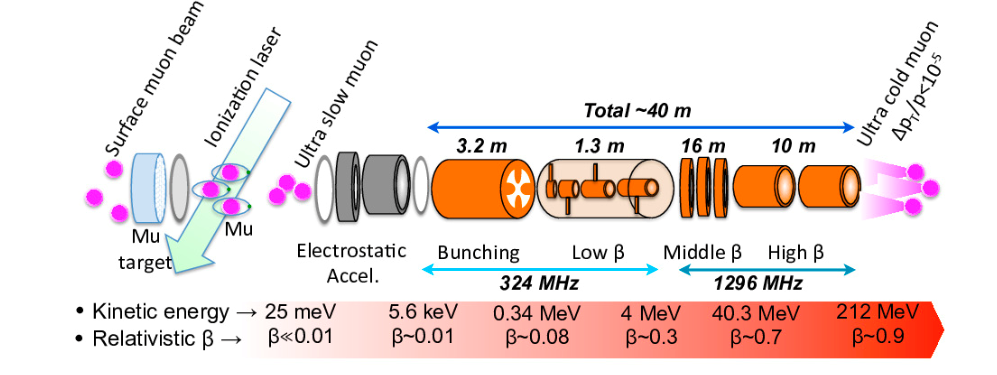 Surface muon beam
Ionization laser
Ultra slow muon
Ultra cold muon
Δp_T/p<10^-5
Total ~40 m
3.2 m 1.3 m 16 m 10 m
Mu
target
Mu
Electrostatic
Accel.
Bunching Low β Middle β High β
324 MHz 1296 MHz
• Kinetic energy → 25 meV 5.6 keV 0.34 MeV 4 MeV 40.3 MeV 212 MeV
• Relativistic β → β≪0.01 β~0.01 β~0.08 β~0.3 β~0.7 β~0.9